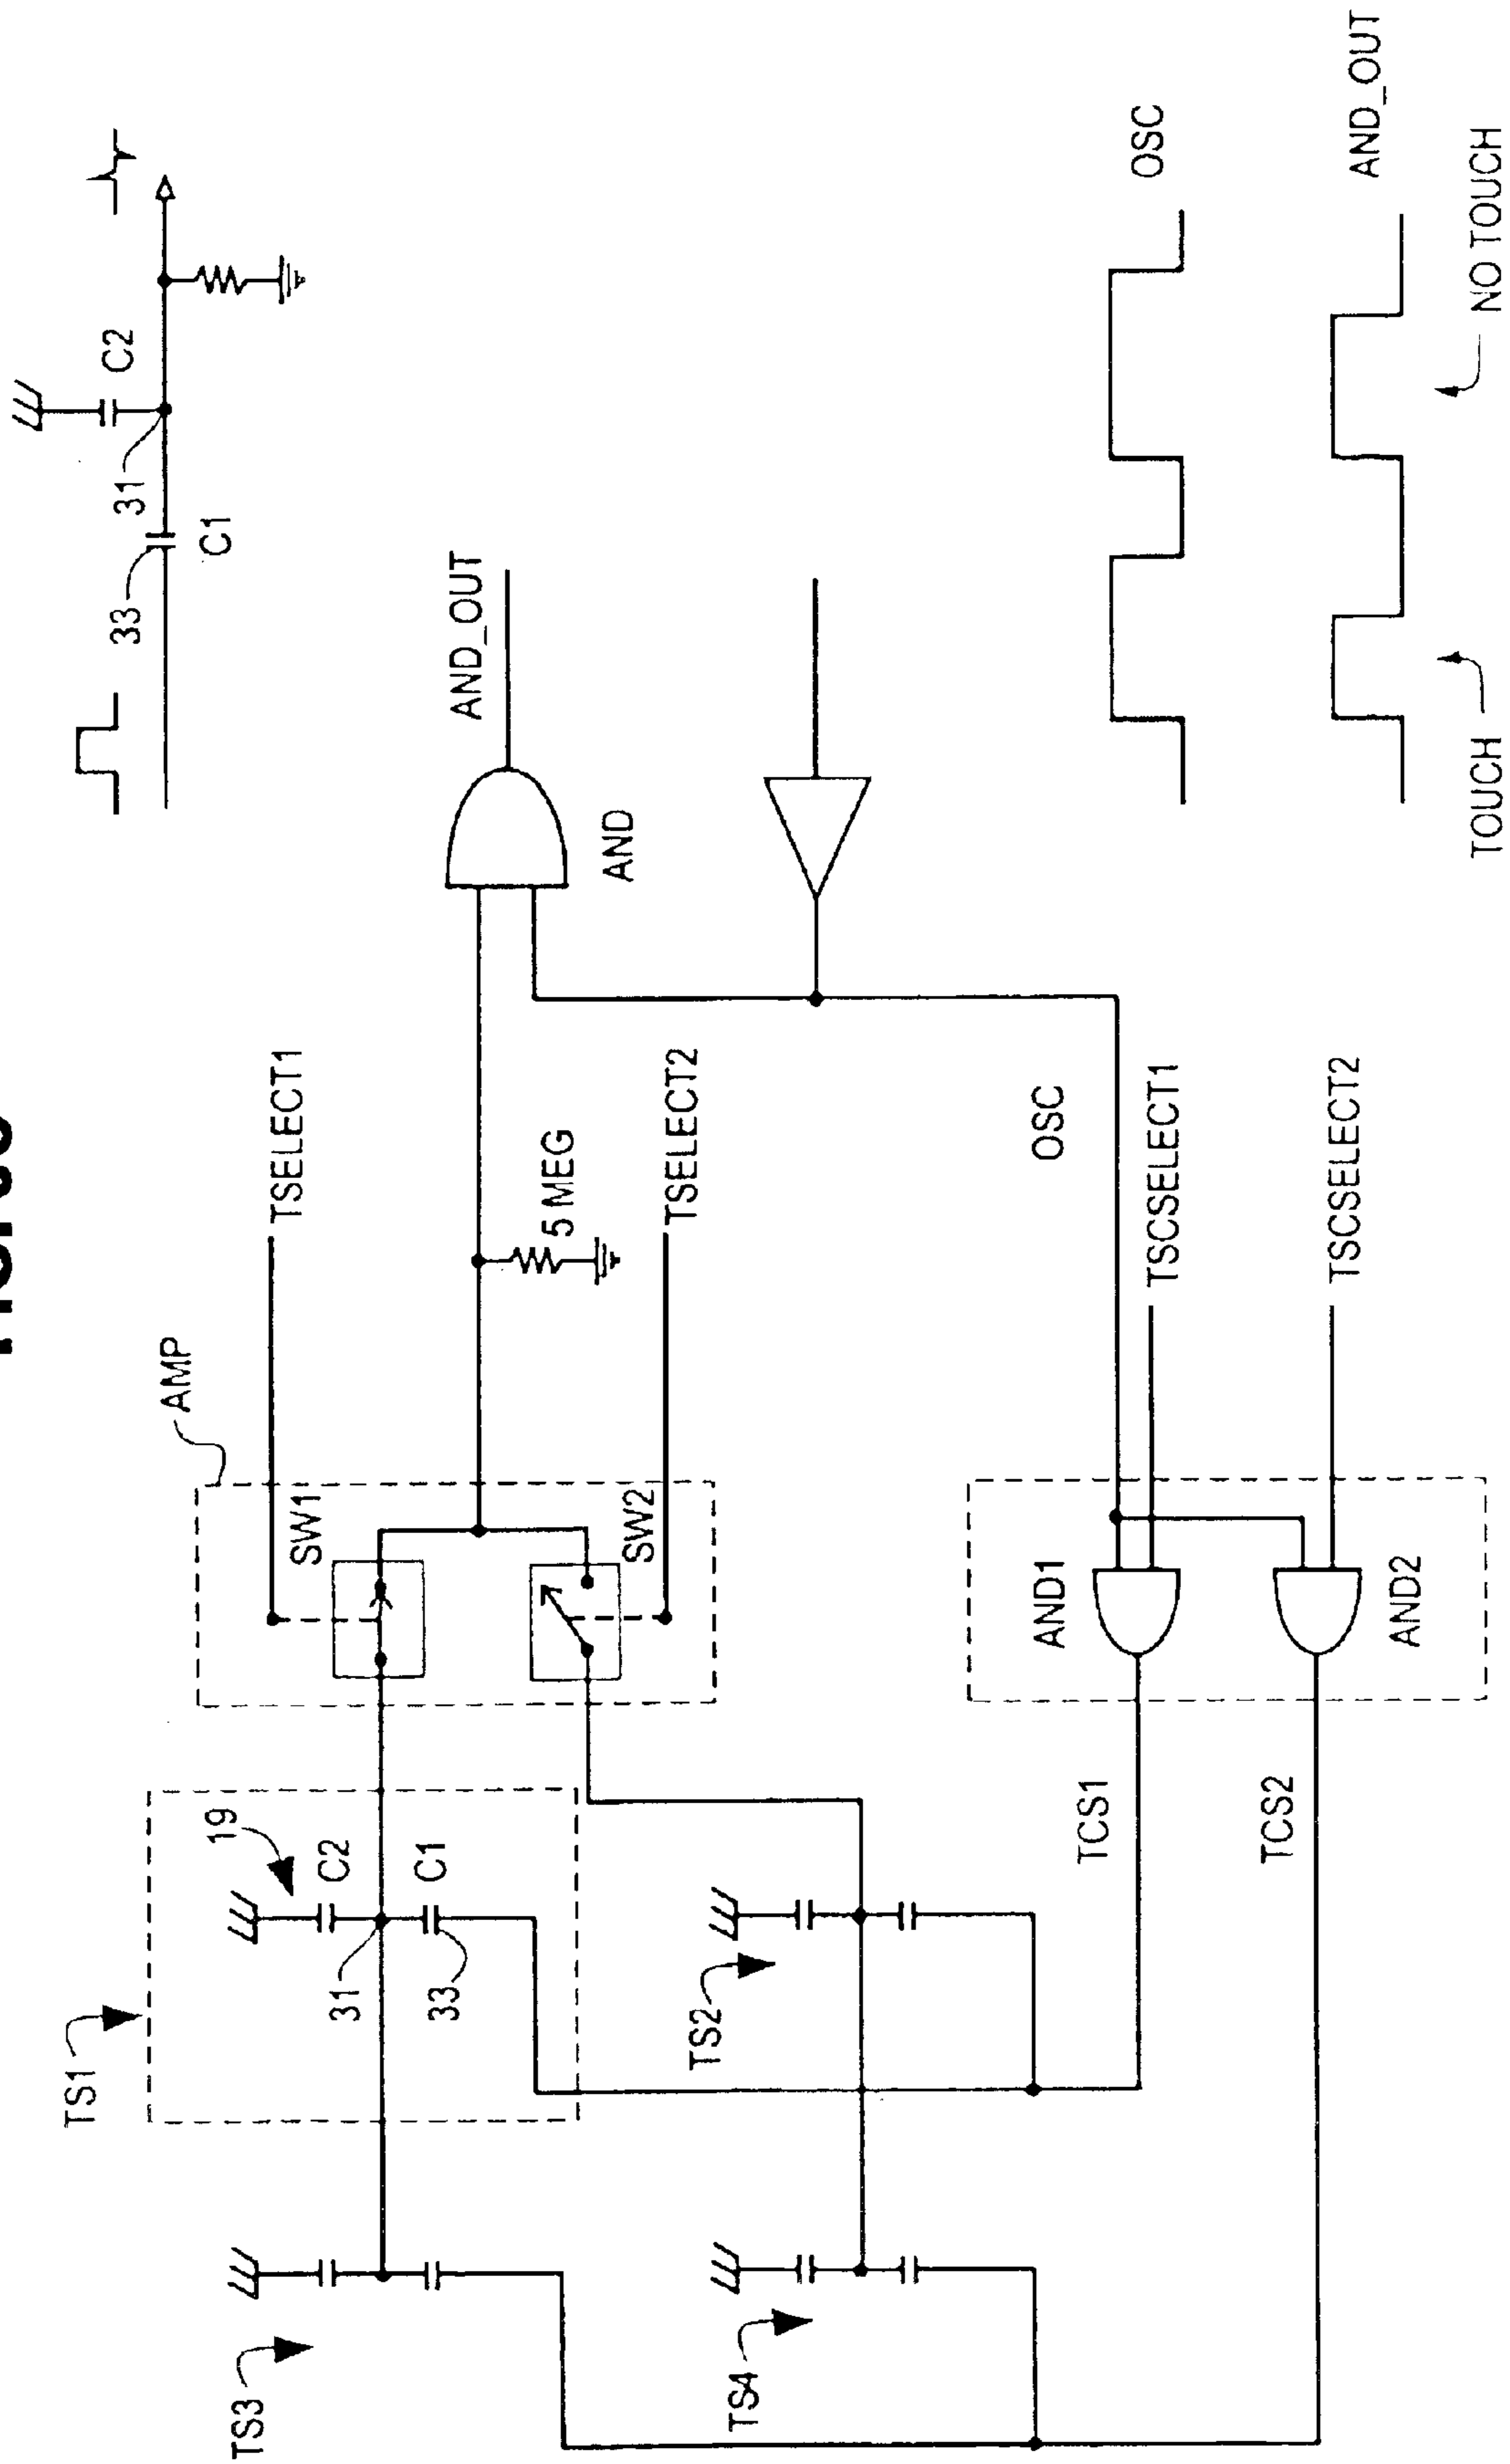 33
31
C2
C1
AMP
TSELECT1
AND_OUT
TS1
19
C2
SW1
31
C1
5 MEG
AND
33
SW2
TSELECT2
TS3
TS2
TS4
OSC
OSC
AND1
TCS1
TSCSELECT1
TCS2
AND2
TSCSELECT2
AND_OUT
TOUCH
NO TOUCH